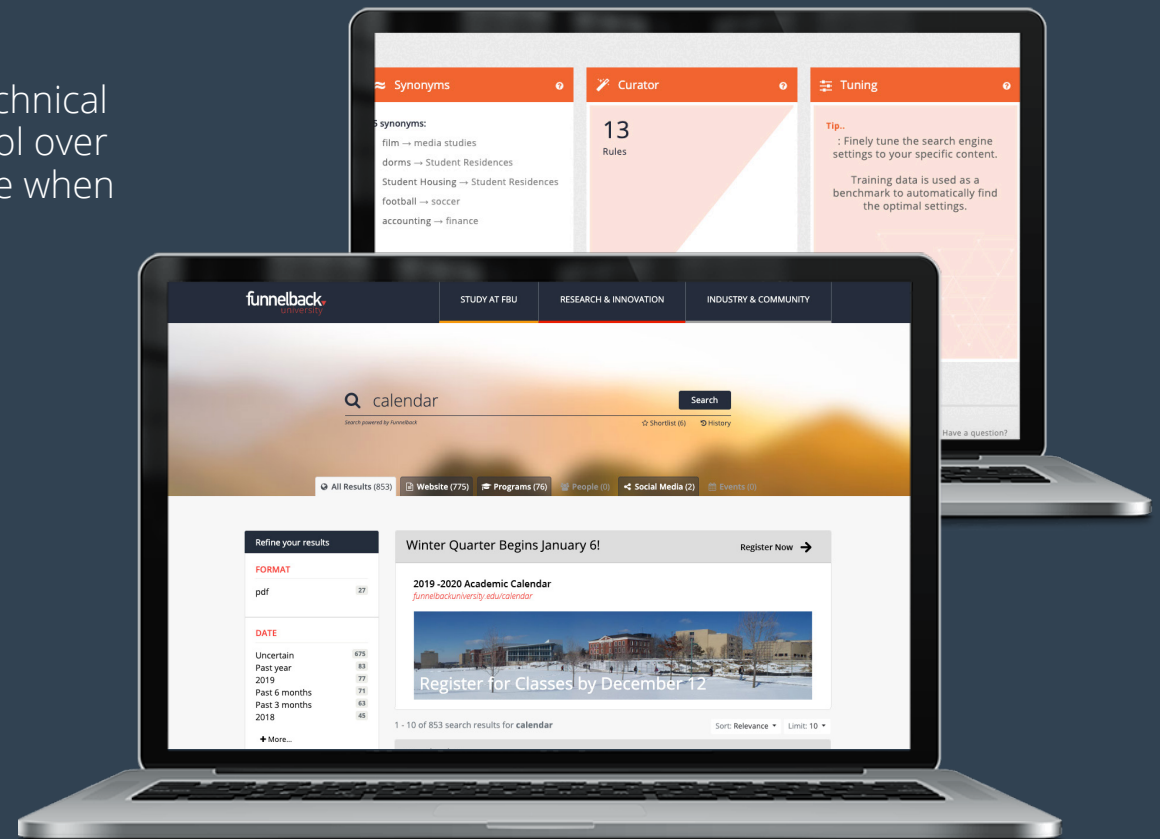 chnical
ol over
e when
Synonyms
synonyms:
film → media studies
dorms → Student Residences
Student Housing → Student Residences
football → soccer
accounting → finance
Curator
13
Rules
Tuning
Tip..
: Finely tune the search engine
settings to your specific content.
Training data is used as a
benchmark to automatically find
the optimal settings.
Have a question?
funnelback
university
STUDY AT FBU
RESEARCH & INNOVATION
INDUSTRY & COMMUNITY
calendar
Search
Search powered by Funnelback
Shortlist (6) History
All Results (853) Website (775) Programs (76) People (0) Social Media (2) Events (0)
Refine your results
FORMAT
pdf 27
DATE
Uncertain 675
Past year 83
2019 77
Past 6 months 71
Past 3 months 63
2018 45
+ More...
Winter Quarter Begins January 6! Register Now
2019 -2020 Academic Calendar
funnelbackuniversity.edu/calendar
Register for Classes by December 12
1 - 10 of 853 search results for calendar
Sort: Relevance Limit: 10